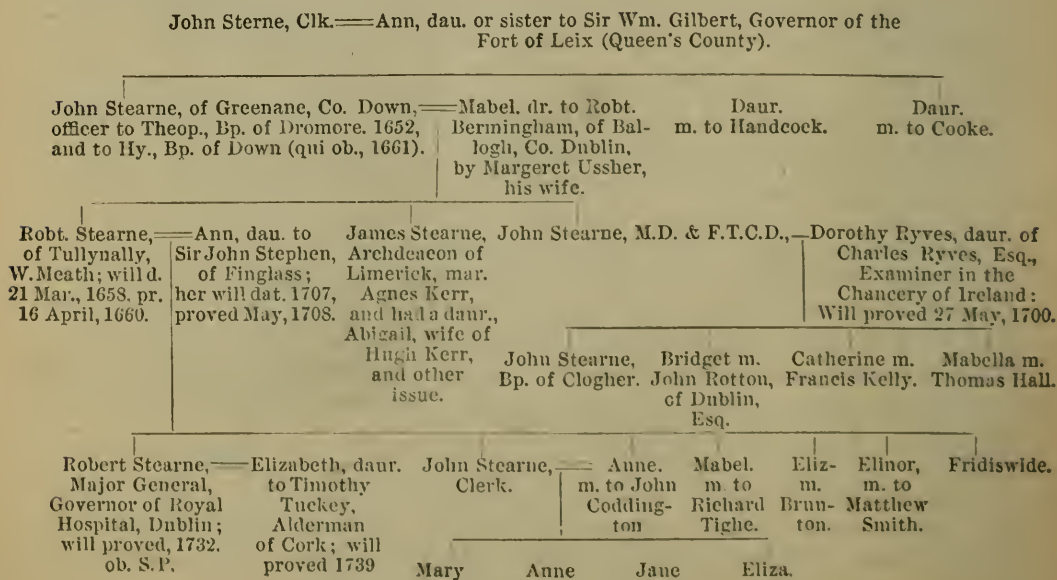 John Sterne, Clk.═Ann, dau. or sister to Sir Wm. Gilbert, Governor of the
Fort of Leix (Queen's County).
John Stearne, of Greenane, Co. Down,
officer to Theop., Bp. of Dromore. 1652,
and to Hy., Bp. of Down (qui ob., 1661).
═Mabel. dr. to Robt.
Bermingham, of Bal-
logh, Co. Dublin,
by Margeret Ussher,
his wife.
Daur.
m. to Handcock.
Daur.
m. to Cooke.
Robt. Stearne,
of Tullynally,
W. Meath; will d.
21 Mar., 1658. pr.
16 April, 1660.
═Ann, dau. to
Sir John Stephen,
of Finglass;
her will dat. 1707,
proved May, 1708.
James Stearne,
Archdeacon of
Limerick, mar.
Agnes Kerr,
and had a daur.,
Abigail, wife of
Hugh Kerr,
and other
issue.
John Stearne, M.D. & F.T.C.D.,
═Dorothy Ryves, daur. of
Charles Ryves, Esq.,
Examiner in the
Chancery of Ireland:
Will proved 27 May, 1700.
John Stearne,
Bp. of Clogher.
Bridget m.
John Rotton,
of Dublin,
Esq.
Catherine m.
Francis Kelly.
Mabella m.
Thomas Hall.
Robert Stearne,
Major General,
Governor of Royal
Hospital, Dublin;
will proved, 1732.
ob. S.P.
═Elizabeth, daur.
to Timothy
Tuckey,
Alderman
of Cork; will
proved 1739
John Stearne,
Clerk.
═
Anne.
m. to John
Codding-
ton
Mabel.
m. to
Richard
Tighe.
Eliz-
m.
Brun-
ton.
Elinor,
m. to
Matthew
Smith.
Fridiswide.
Mary
Anne
Jane
Eliza.